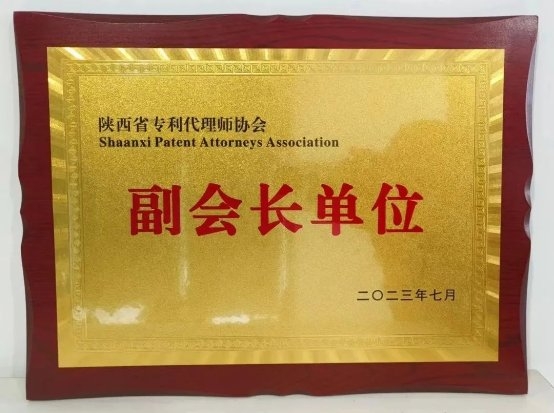 陕西省专利代理师协会
Shaanxi Patent Attorneys Association
副会长单位
二〇二三年七月